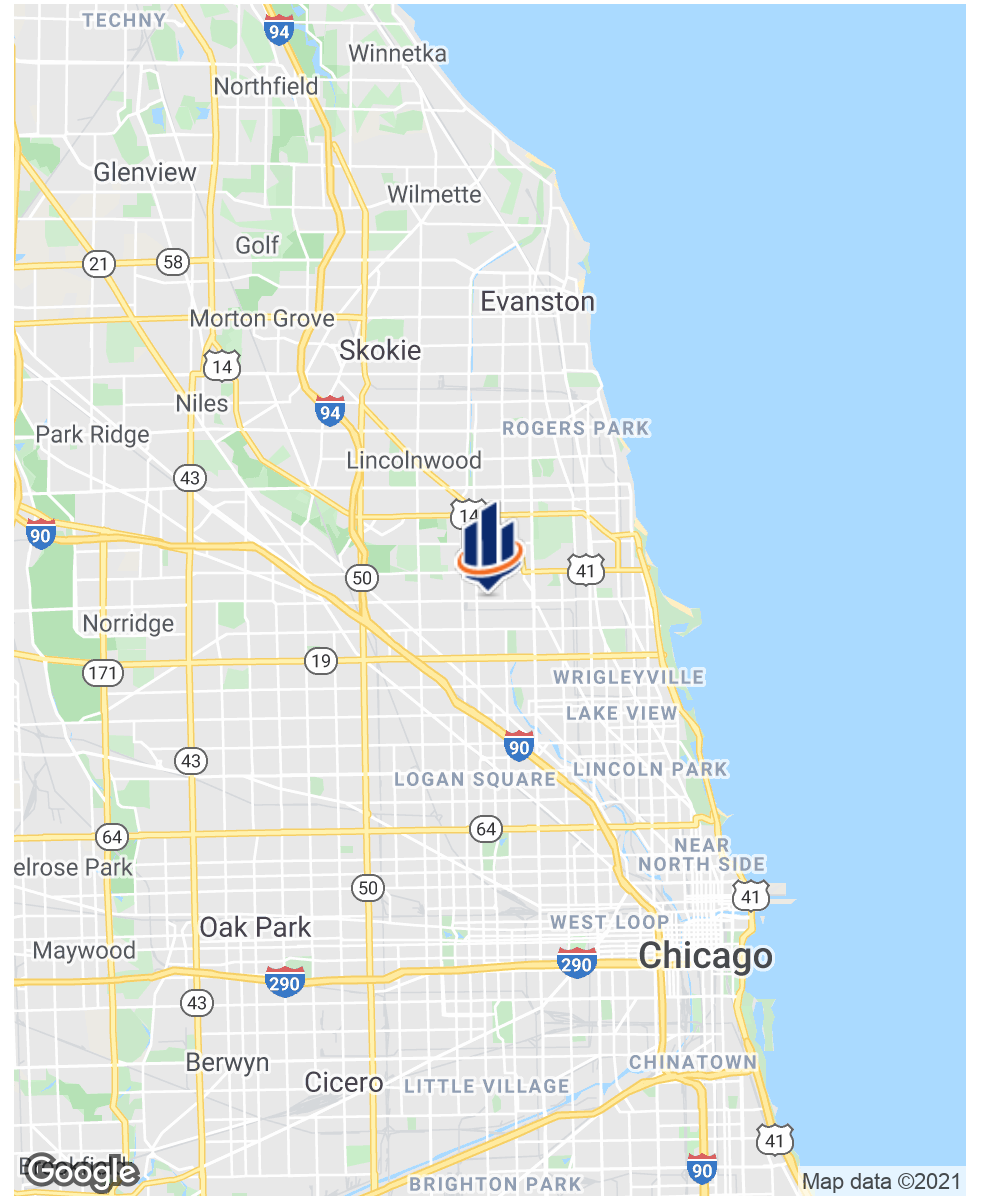 TECHNY
94
Winnetka
Northfield
Glenview
Wilmette
Golf
21
58
Evanston
Morton Grove
Skokie
14
Niles
94
ROGERS PARK
Park Ridge
Lincolnwood
43
14
90
50
41
Norridge
19
171
WRIGLEYVILLE
LAKE VIEW
90
43
LINCOLN PARK
LOGAN SQUARE
64
64
NEAR
NORTH SIDE
elrose Park
50
41
WEST LOOP
Oak Park
Maywood
Chicago
290
290
43
Berwyn
CHINATOWN
Cicero
LITTLE VILLAGE
41
90
Google
BRIGHTON PARK
Map data ©2021